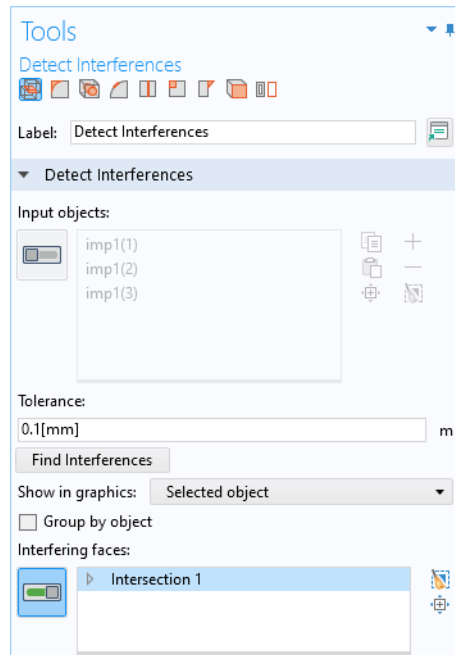 Tools
Detect Interferences
Label: Detect Interferences
Detect Interferences
Input objects:
imp1(1)
imp1(2)
imp1(3)
Tolerance:
0.1[mm] m
Find Interferences
Show in graphics: Selected object
Group by object
Interfering faces:
Intersection 1